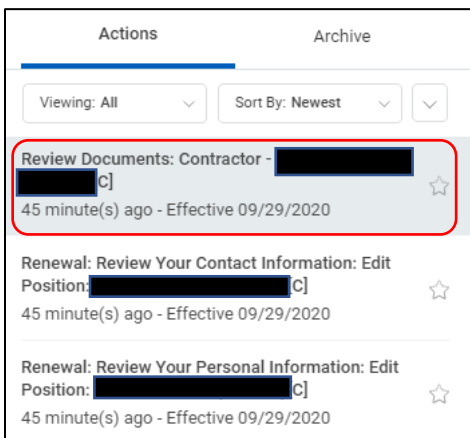 Actions Archive
Viewing: All Sort By: Newest
Review Documents: Contractor -
C]
45 minute(s) ago - Effective 09/29/2020
Renewal: Review Your Contact Information: Edit
Position: C]
45 minute(s) ago - Effective 09/29/2020
Renewal: Review Your Personal Information: Edit
Position: C]
45 minute(s) ago - Effective 09/29/2020